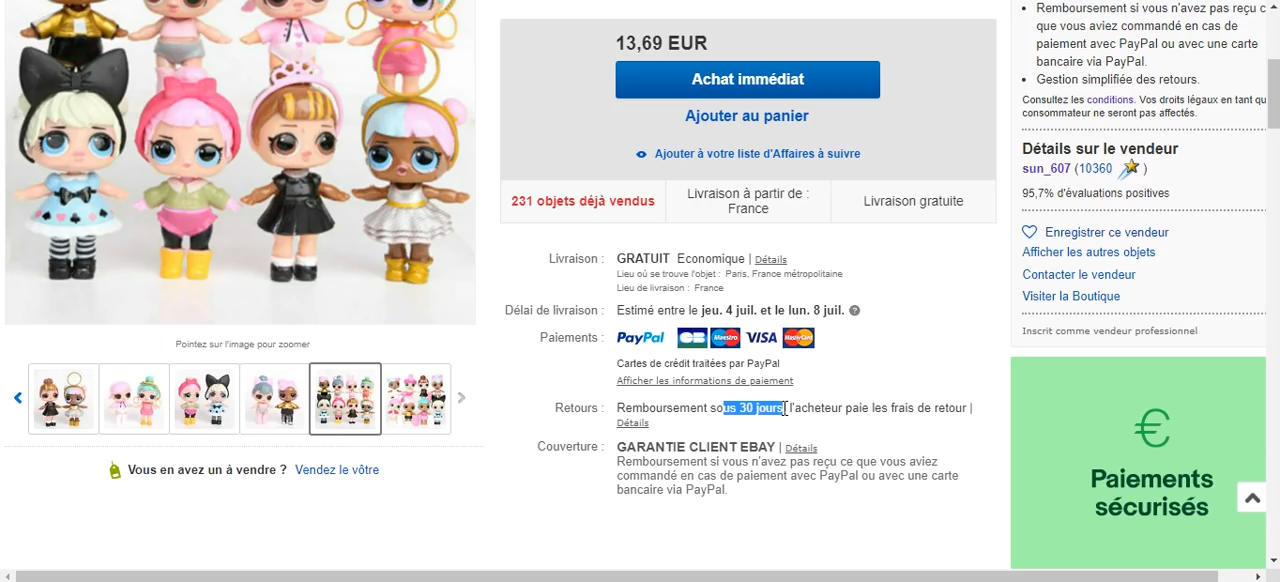 13,69 EUR
Achat immédiat
Ajouter au panier
Ajouter à votre liste d'Affaires à suivre
231 objets déjà vendus
Livraison à partir de :
France
Livraison gratuite
Livraison : GRATUIT Economique | Détails
Lieu où se trouve l'objet : Paris, France métropolitaine
Lieu de livraison : France
Délai de livraison : Estimé entre le jeu. 4 juil. et le lun. 8 juil. ?
Paiements : PayPal CB Maestro VISA MasterCard
Cartes de crédit traitées par PayPal
Afficher les informations de paiement
Retours : Remboursement sous 30 jours, l'acheteur paie les frais de retour |
Détails
Couverture : GARANTIE CLIENT EBAY | Détails
Remboursement si vous n'avez pas reçu ce que vous aviez
commandé en cas de paiement avec PayPal ou avec une carte
bancaire via PayPal.
Pointez sur l'image pour zoomer
Vous en avez un à vendre ? Vendez le vôtre
• Remboursement si vous n'avez pas reçu c
que vous aviez commandé en cas de
paiement avec PayPal ou avec une carte
bancaire via PayPal.
• Gestion simplifiée des retours.
Consultez les conditions. Vos droits légaux en tant qu
consommateur ne seront pas affectés.
Détails sur le vendeur
sun_607 (10360 )
95,7% d'évaluations positives
Enregistrer ce vendeur
Afficher les autres objets
Contacter le vendeur
Visiter la Boutique
Inscrit comme vendeur professionnel
€
Paiements
sécurisés